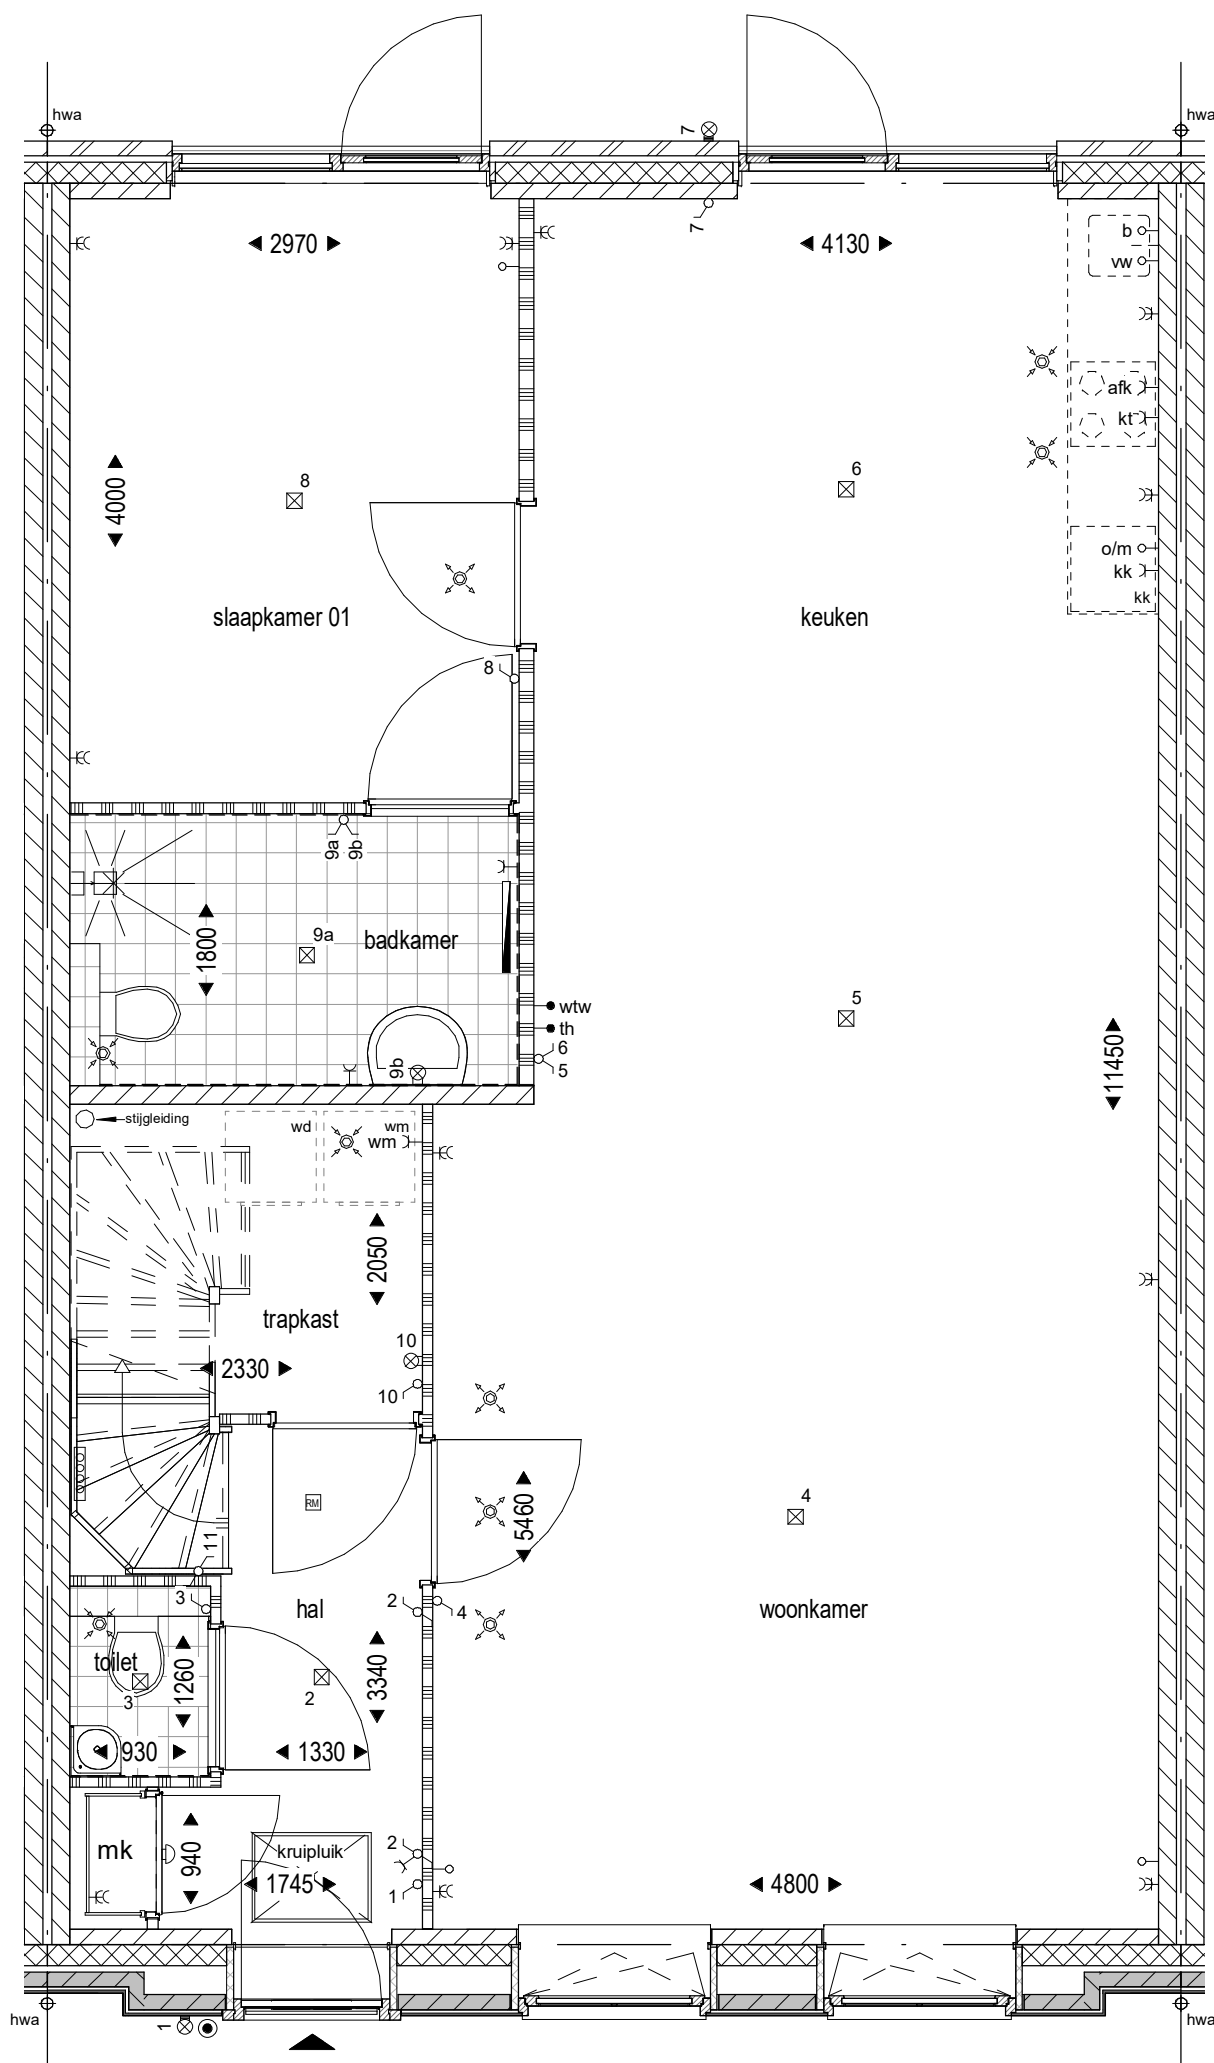 hwa
hwa
7
7
2970
4130
b
vw
afk
kt
4000
8
6
o/m
kk
kk
slaapkamer 01
keuken
8
9a
9b
9a
badkamer
1800
wtw
th
6
5
9b
5
11450
stijgleiding
wd
wm
wm
2050
trapkast
10
2330
10
RM
5460
4
11
3
hal
2
4
woonkamer
toilet
3
1260
2
3340
930
1330
mk
940
kruipluik
2
1745
1
4800
hwa
1
hwa